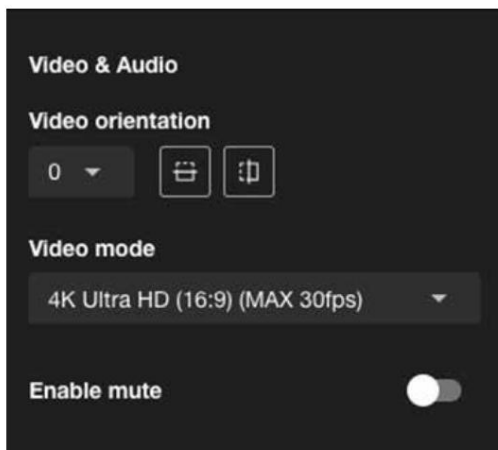 Video & Audio
Video orientation
0
Video mode
4K Ultra HD (16:9) (MAX 30fps)
Enable mute